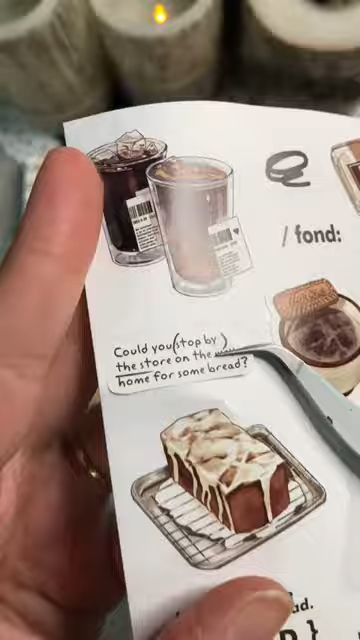 / fond:
Could you (stop by)
the store on the
home for some bread?